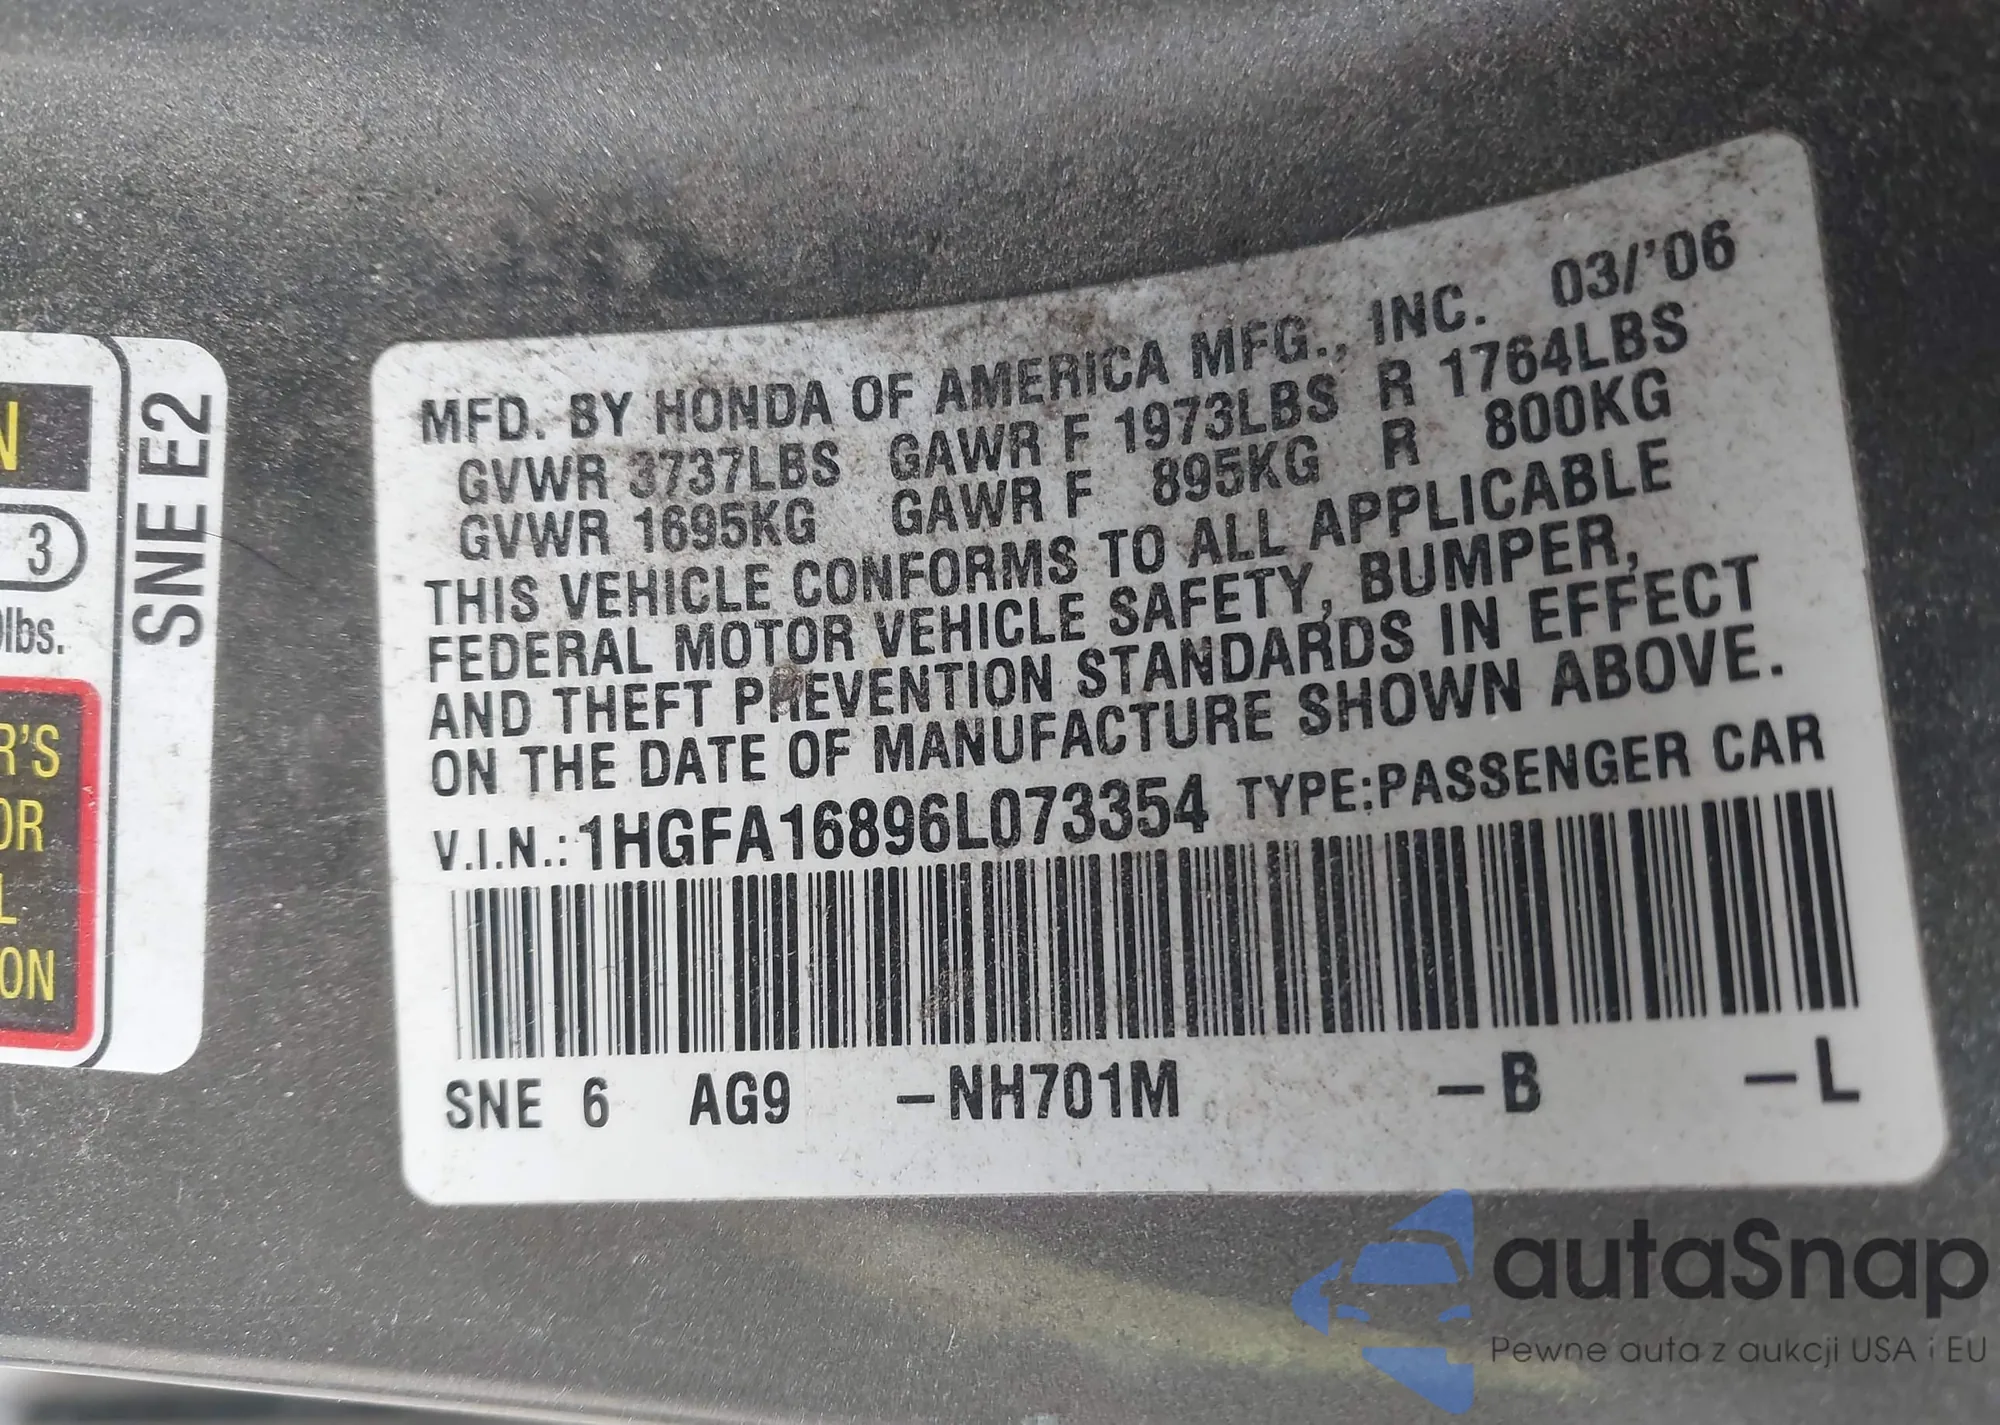 N
3
lbs.
R'S
OR
L
ON
SNE E2
MFD. BY HONDA OF AMERICA MFG., INC. 03/'06
GVWR 3737LBS GAWR F 1973LBS R 1764LBS
GVWR 1695KG GAWR F 895KG R 800KG
THIS VEHICLE CONFORMS TO ALL APPLICABLE
FEDERAL MOTOR VEHICLE SAFETY, BUMPER,
AND THEFT PREVENTION STANDARDS IN EFFECT
ON THE DATE OF MANUFACTURE SHOWN ABOVE.
V.I.N.: 1HGFA16896L073354 TYPE:PASSENGER CAR
SNE 6 AG9 –NH701M –B –L
autaSnap
Pewne auta z aukcji USA i EU